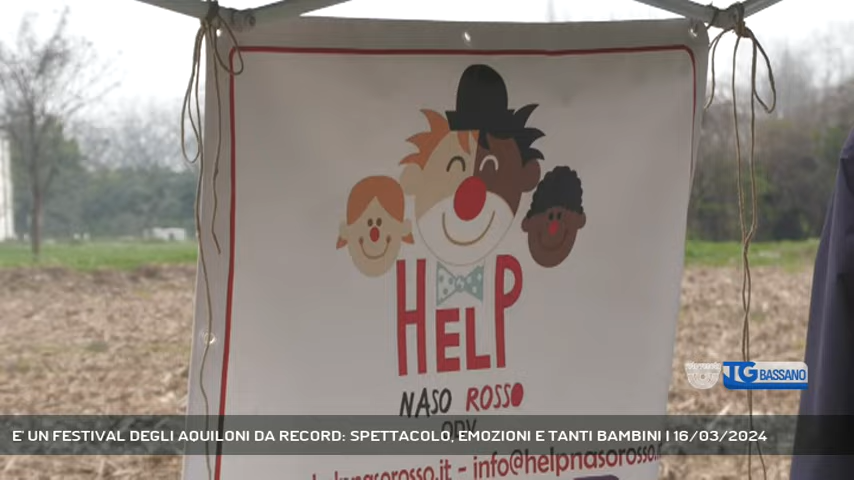 HELP
NASO ROSSO
ODV
- info@helpnasorosso.
TG BASSANO
E' UN FESTIVAL DEGLI AQUILONI DA RECORD: SPETTACOLO, EMOZIONI E TANTI BAMBINI | 16/03/2024